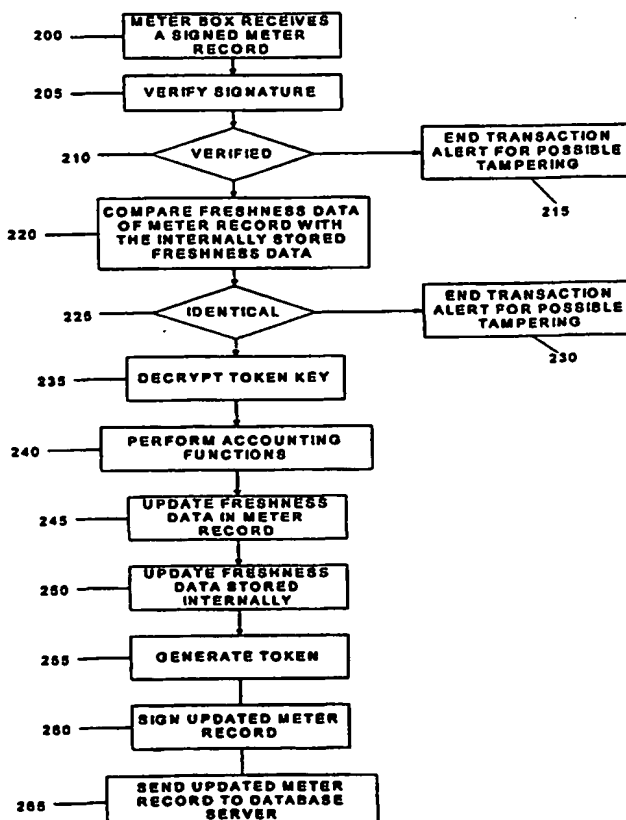 200
METER BOX RECEIVES
A SIGNED METER
RECORD
205
VERIFY SIGNATURE
210
VERIFIED
END TRANSACTION
ALERT FOR POSSIBLE
TAMPERING
215
220
COMPARE FRESHNESS DATA
OF METER RECORD WITH
THE INTERNALLY STORED
FRESHNESS DATA
225
IDENTICAL
END TRANSACTION
ALERT FOR POSSIBLE
TAMPERING
230
235
DECRYPT TOKEN KEY
240
PERFORM ACCOUNTING
FUNCTIONS
245
UPDATE FRESHNESS
DATA IN METER
RECORD
250
UPDATE FRESHNESS
DATA STORED
INTERNALLY
255
GENERATE TOKEN
260
SIGN UPDATED METER
RECORD
265
SEND UPDATED METER
RECORD TO DATABASE
SERVER